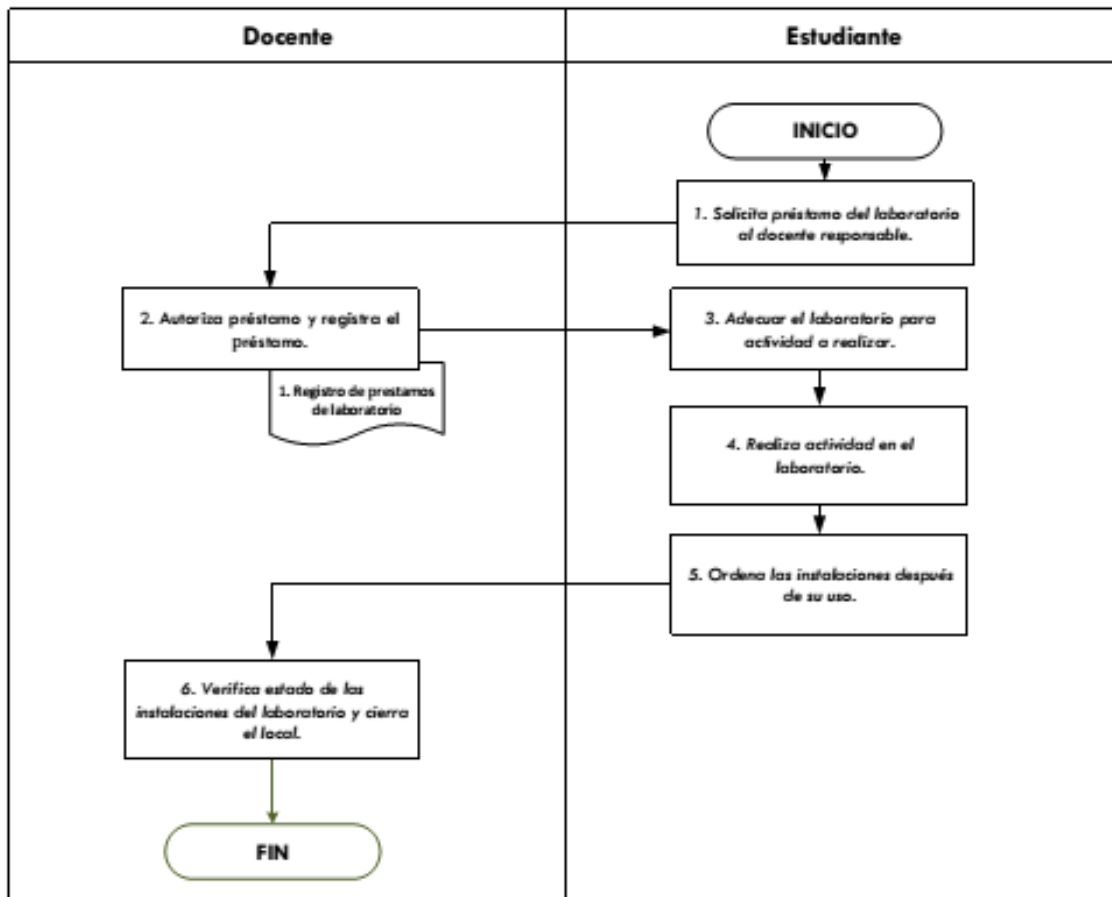 Docente
Estudiante
INICIO
1. Solicita préstamo del laboratorio
al docente responsable.
2. Autoriza préstamo y registra el
préstamo.
1. Registro de prestamos
de laboratorio
3. Adecuar el laboratorio para
actividad a realizar.
4. Realiza actividad en el
laboratorio.
5. Ordena las instalaciones después
de su uso.
6. Verifica estado de las
instalaciones del laboratorio y cierra
el local.
FIN